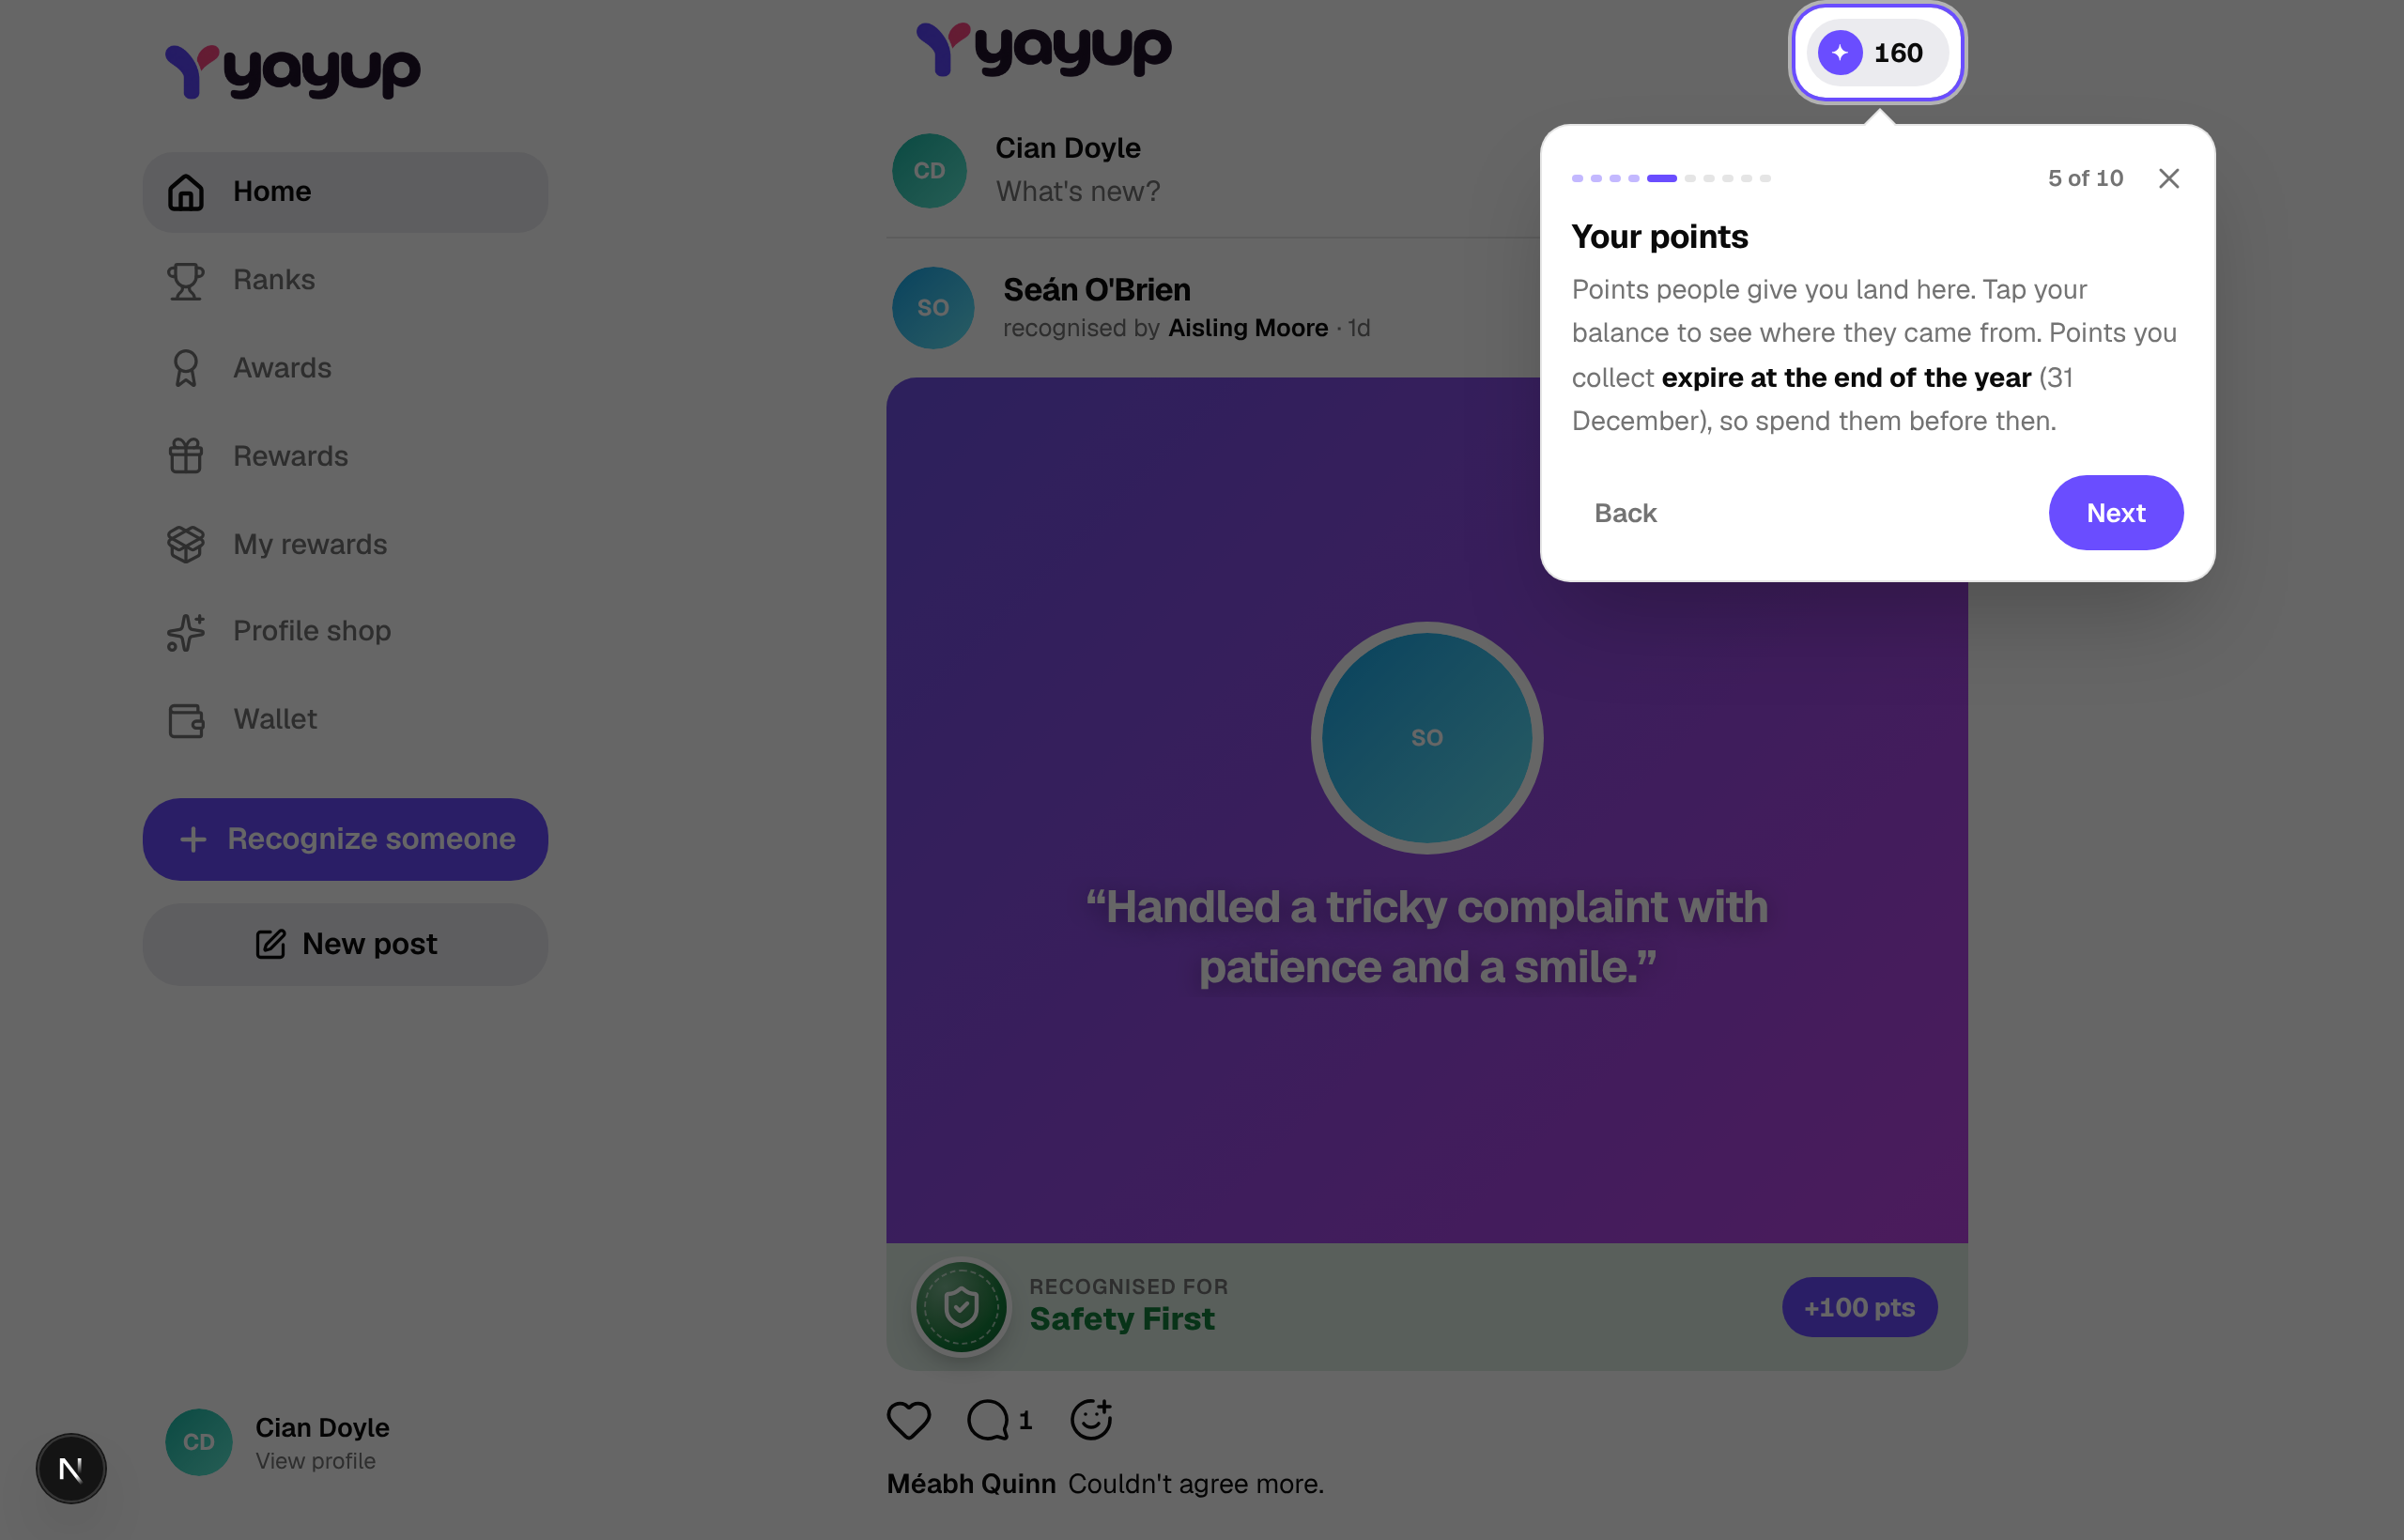 yayup
Home
Ranks
Awards
Rewards
My rewards
Profile shop
Wallet
Recognize someone
New post
CD
Cian Doyle
View profile
N
yayup
160
CD
Cian Doyle
What's new?
SO
Seán O'Brien
recognised by Aisling Moore · 1d
5 of 10
Your points
Points people give you land here. Tap your
balance to see where they came from. Points you
collect expire at the end of the year (31
December), so spend them before then.
Back
Next
SO
“Handled a tricky complaint with
patience and a smile.”
RECOGNISED FOR
Safety First
+100 pts
1
Méabh Quinn Couldn't agree more.